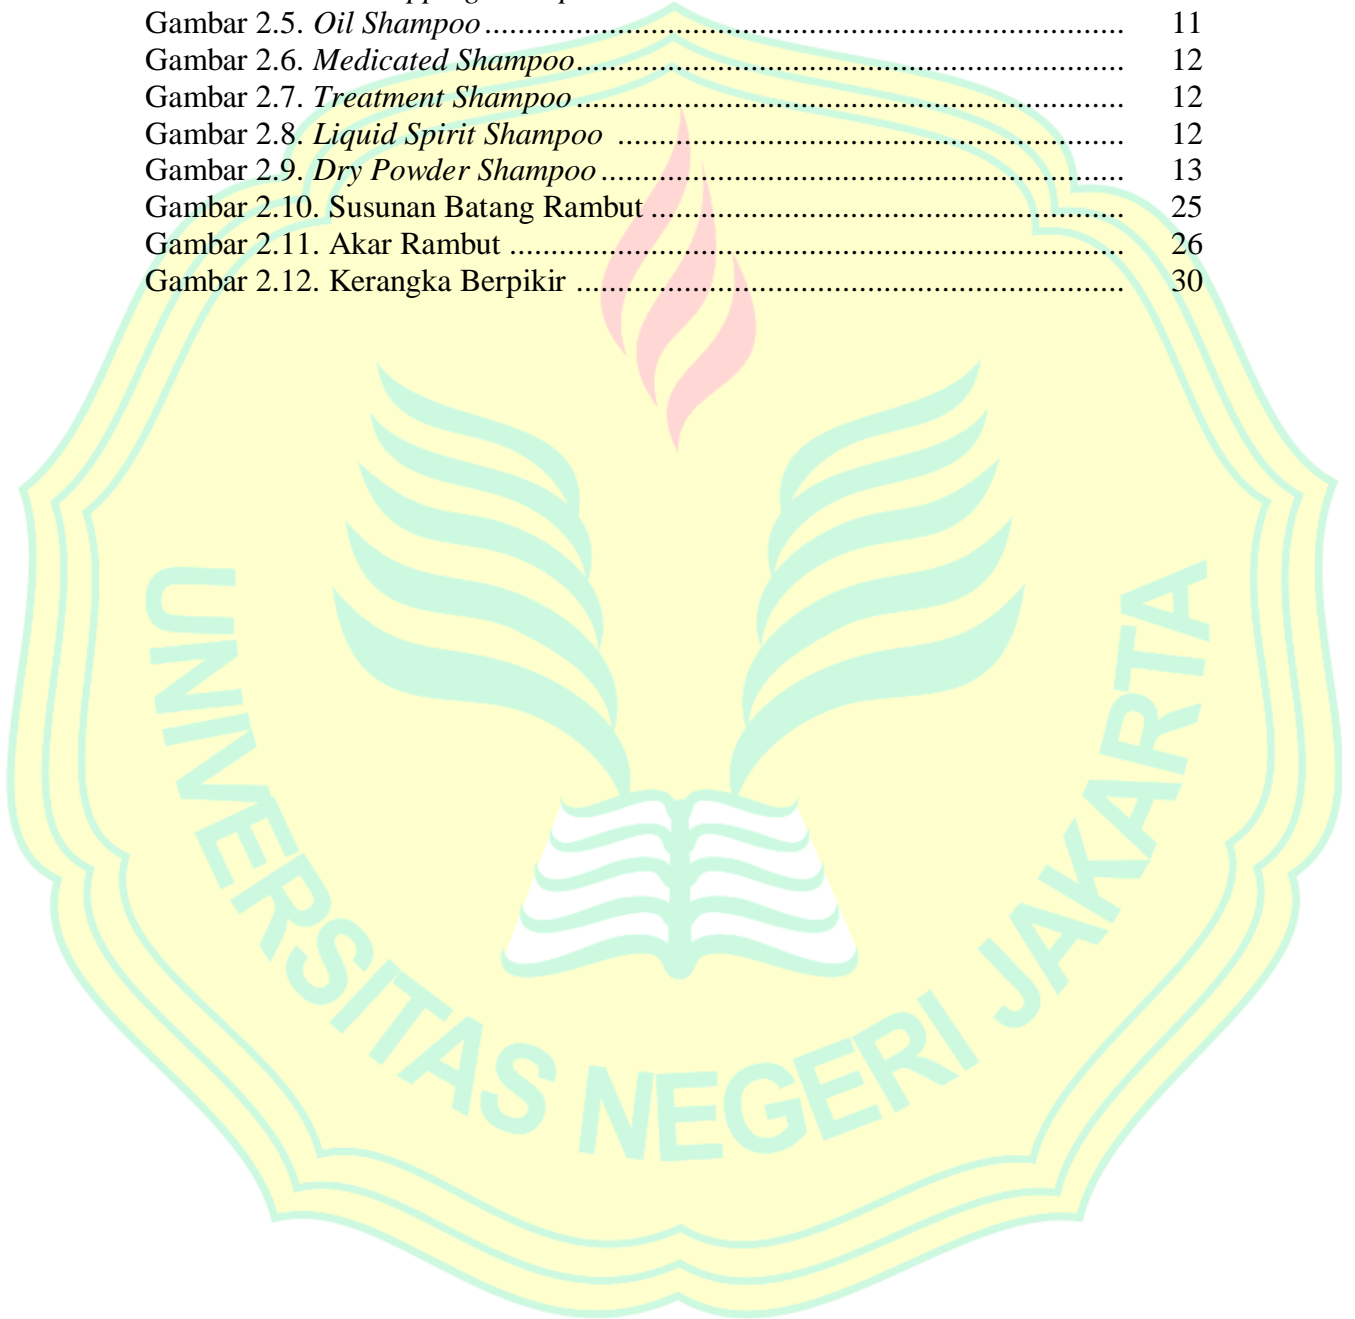 Gambar 2.5. Oil Shampoo ................................................................................ 11
Gambar 2.6. Medicated Shampoo .................................................................... 12
Gambar 2.7. Treatment Shampoo .................................................................... 12
Gambar 2.8. Liquid Spirit Shampoo ............................................................... 12
Gambar 2.9. Dry Powder Shampoo ................................................................. 13
Gambar 2.10. Susunan Batang Rambut ........................................................... 25
Gambar 2.11. Akar Rambut ............................................................................. 26
Gambar 2.12. Kerangka Berpikir .................................................................... 30
UNIVERSITAS NEGERI JAKARTA